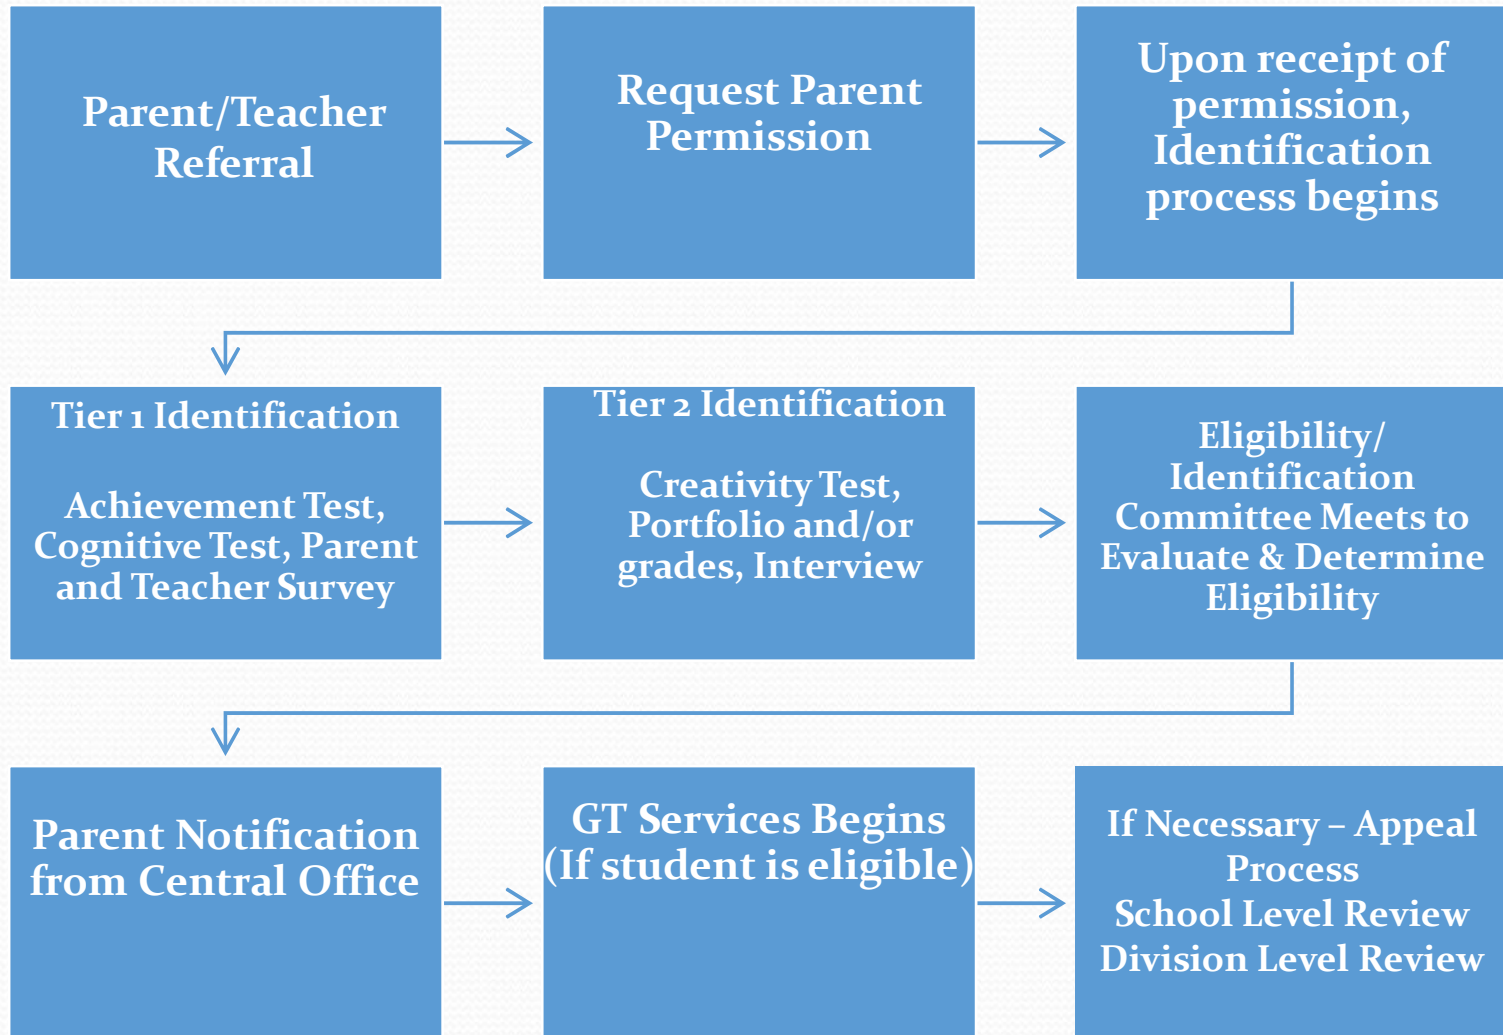 Parent/Teacher
Referral
Request Parent
Permission
Upon receipt of
permission,
Identification
process begins
Tier 1 Identification
Achievement Test,
Cognitive Test, Parent
and Teacher Survey
Tier 2 Identification
Creativity Test,
Portfolio and/or
grades, Interview
Eligibility/
Identification
Committee Meets to
Evaluate & Determine
Eligibility
Parent Notification
from Central Office
GT Services Begins
(If student is eligible)
If Necessary – Appeal
Process
School Level Review
Division Level Review